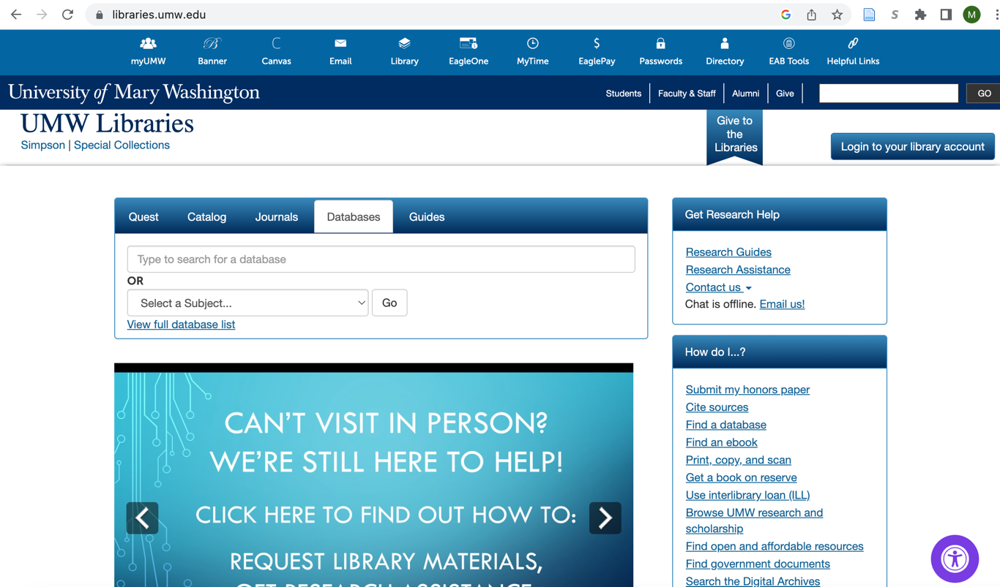 libraries.umw.edu
M
myUMW
Banner
Canvas
Email
Library
EagleOne
MyTime
EaglePay
Passwords
Directory
EAB Tools
Helpful Links
University of Mary Washington
Students
Faculty & Staff
Alumni
Give
GO
UMW Libraries
Simpson | Special Collections
Give to
the
Libraries
Login to your library account
Quest
Catalog
Journals
Databases
Guides
Type to search for a database
OR
Select a Subject...
Go
View full database list
Get Research Help
Research Guides
Research Assistance
Contact us
Chat is offline. Email us!
How do I...?
Submit my honors paper
Cite sources
Find a database
Find an ebook
Print, copy, and scan
Get a book on reserve
Use interlibrary loan (ILL)
Browse UMW research and
scholarship
Find open and affordable resources
Find government documents
Search the Digital Archives
CAN'T VISIT IN PERSON?
WE'RE STILL HERE TO HELP!
CLICK HERE TO FIND OUT HOW TO:
REQUEST LIBRARY MATERIALS,
GET RESEARCH ASSISTANCE